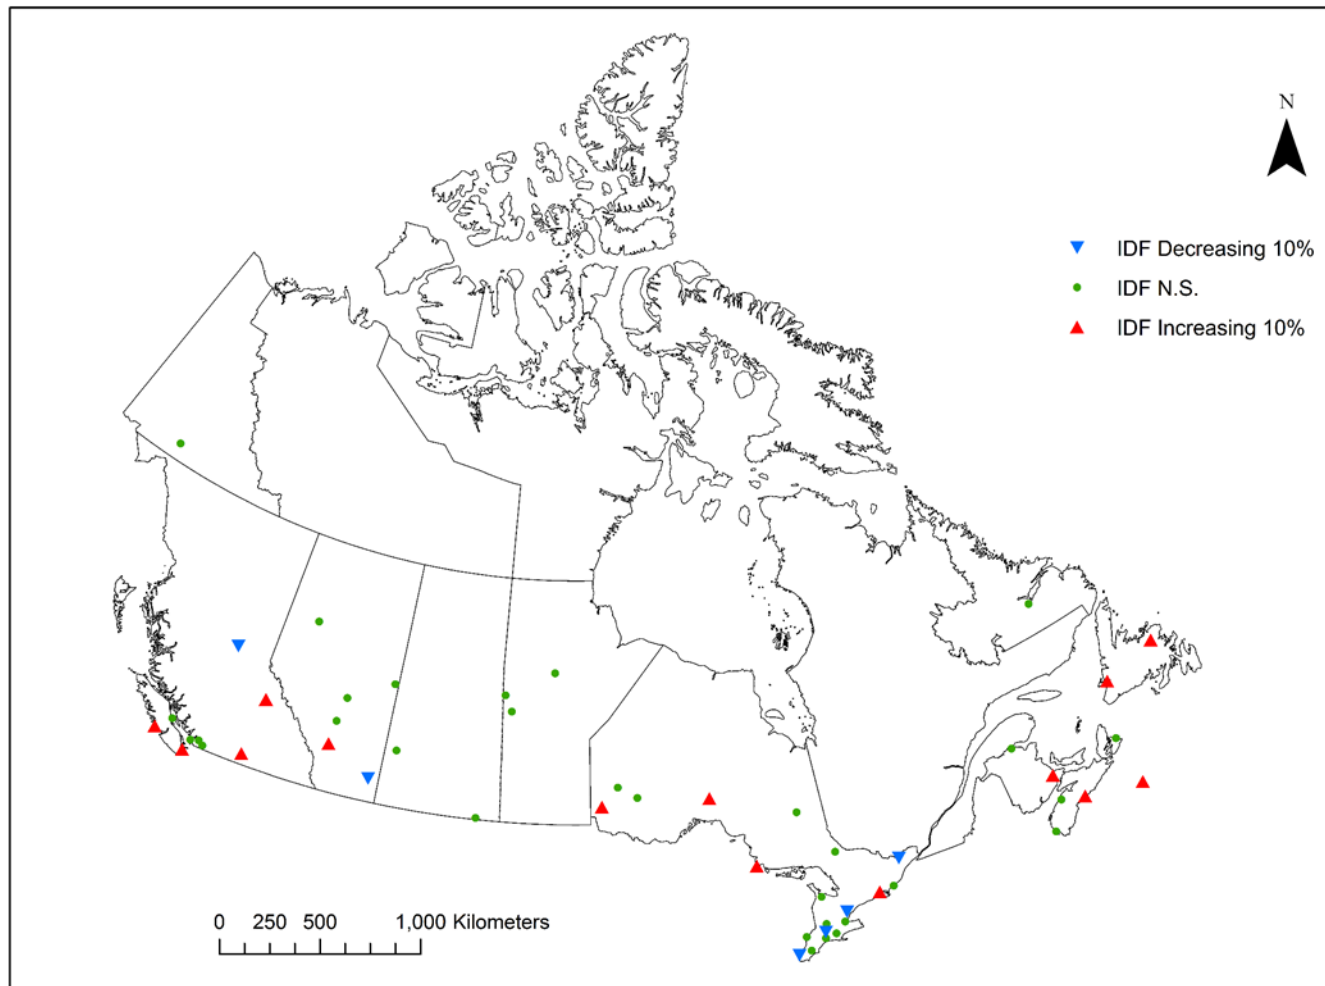 N
IDF Decreasing 10%
IDF N.S.
IDF Increasing 10%
0 250 500 1,000 Kilometers